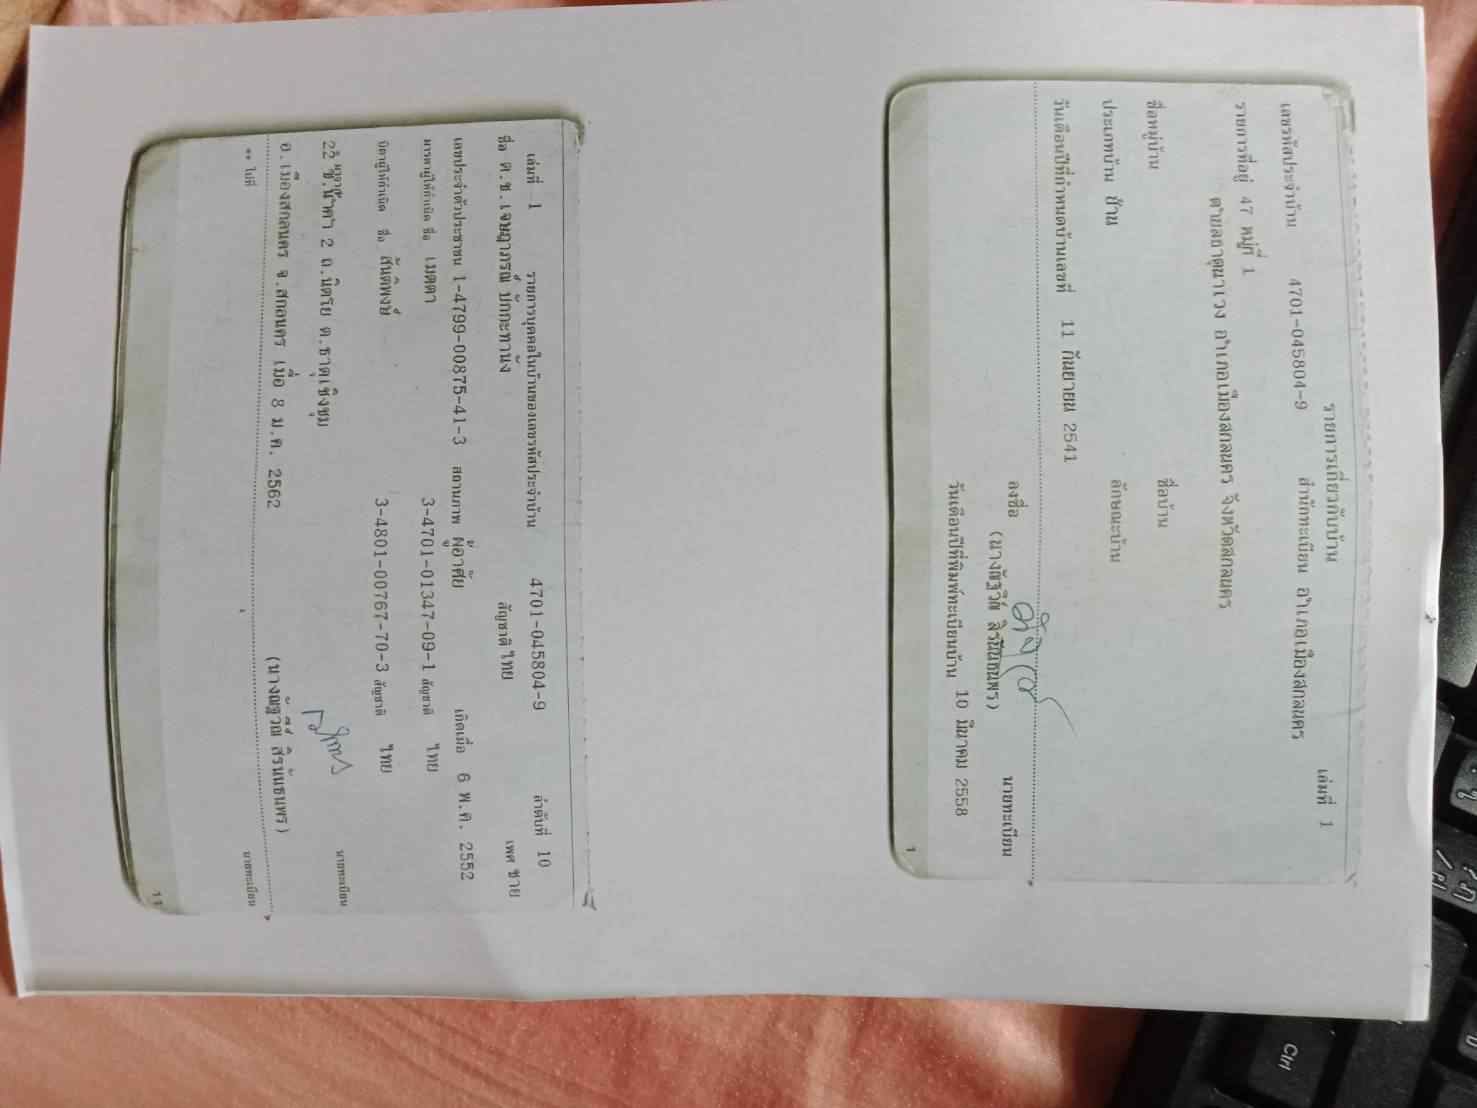 รายการเกี่ยวกับบ้าน
เล่มที่ 1
เลขรหัสประจำบ้าน 4701-045804-9 สำนักทะเบียน อำเภอเมืองสกลนคร
รายการที่อยู่ 47 หมู่ที่ 1
ตำบลธาตุนาเวง อำเภอเมืองสกลนคร จังหวัดสกลนคร
ชื่อหมู่บ้าน ชื่อบ้าน
ประเภทบ้าน บ้าน ลักษณะบ้าน
วันเดือนปีที่กำหนดบ้านเลขที่ 11 กันยายน 2541
ลงชื่อ นายทะเบียน
(นางณัฐวีณ์ สิรนันธนพร)
วันเดือนปีที่พิมพ์ทะเบียนบ้าน 10 มีนาคม 2558
1
เล่มที่ 1 รายการบุคคลในบ้านของเลขรหัสประจำบ้าน 4701-045804-9 ลำดับที่ 10
ชื่อ ด.ช.เจษฎาภรณ์ ปักกะทานัง สัญชาติ ไทย เพศ ชาย
เลขประจำตัวประชาชน 1-4799-00875-41-3 สถานภาพ ผู้อาศัย เกิดเมื่อ 6 พ.ค. 2552
มารดาผู้ให้กำเนิด ชื่อ เมตตา 3-4701-01347-09-1 สัญชาติ ไทย
บิดาผู้ให้กำเนิด ชื่อ สันติพงษ์ 3-4801-00767-70-3 สัญชาติ ไทย
22 ซ.นำคำ 2 ถ.นิตโย ต.ธาตุเชิงชุม
นายทะเบียน
อ.เมืองสกลนคร จ.สกลนคร เมื่อ 8 ม.ค. 2562 (นางณัฐวีณ์ สิรนันธนพร)
** ไปที่ นายทะเบียน
11
Ctrl